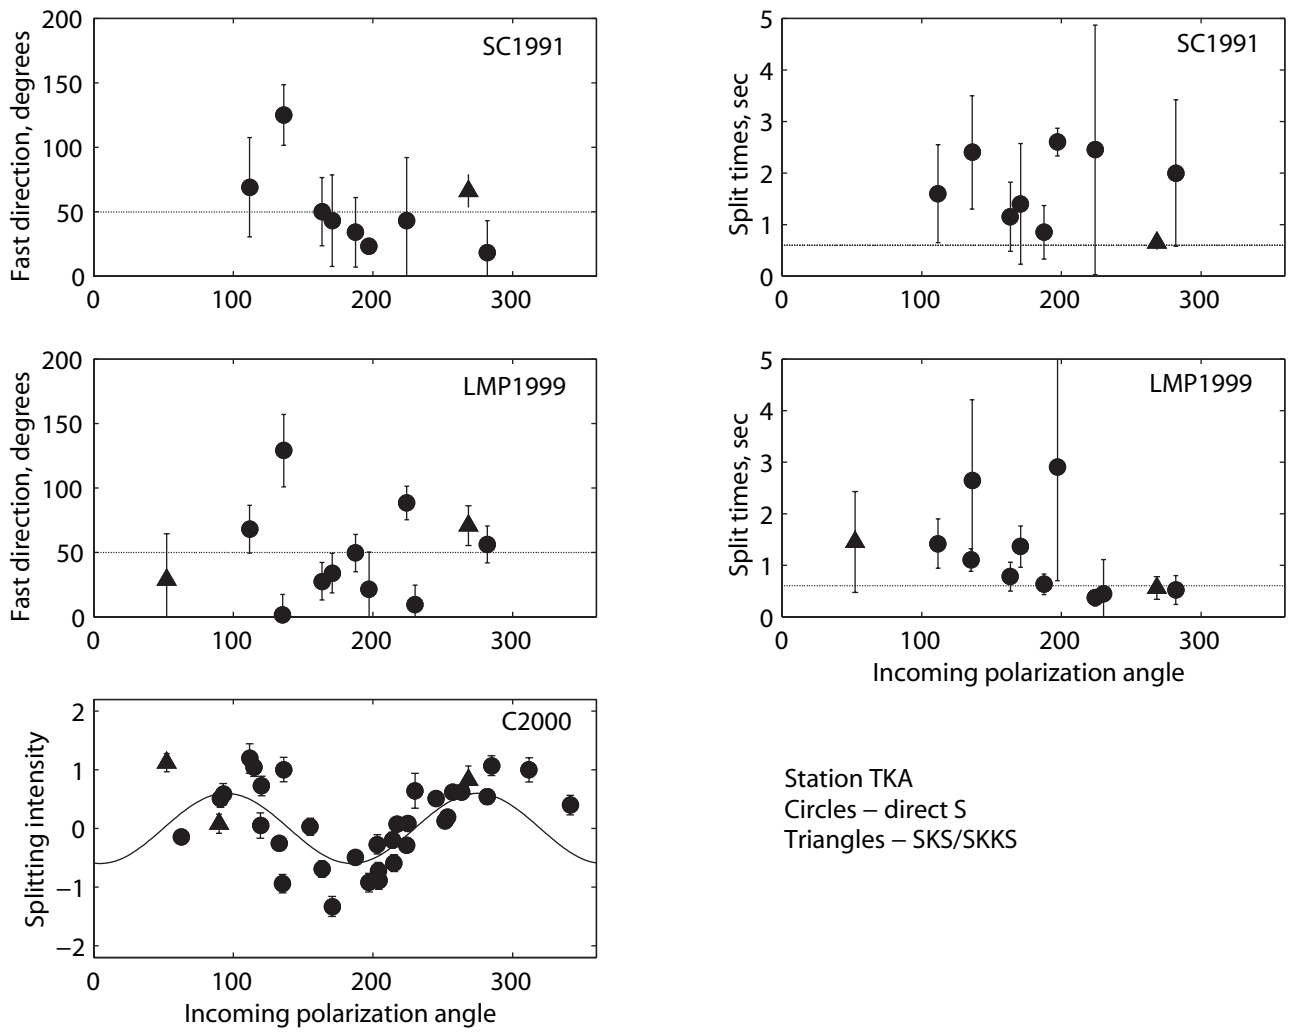 SC1991
Fast direction, degrees
200
150
100
50
0
0 100 200 300
SC1991
Split times, sec
5
4
3
2
1
0
0 100 200 300
LMP1999
Fast direction, degrees
200
150
100
50
0
0 100 200 300
LMP1999
Split times, sec
5
4
3
2
1
0
0 100 200 300
Incoming polarization angle
C2000
Splitting intensity
2
1
0
−1
−2
0 100 200 300
Incoming polarization angle
Station TKA
Circles – direct S
Triangles – SKS/SKKS